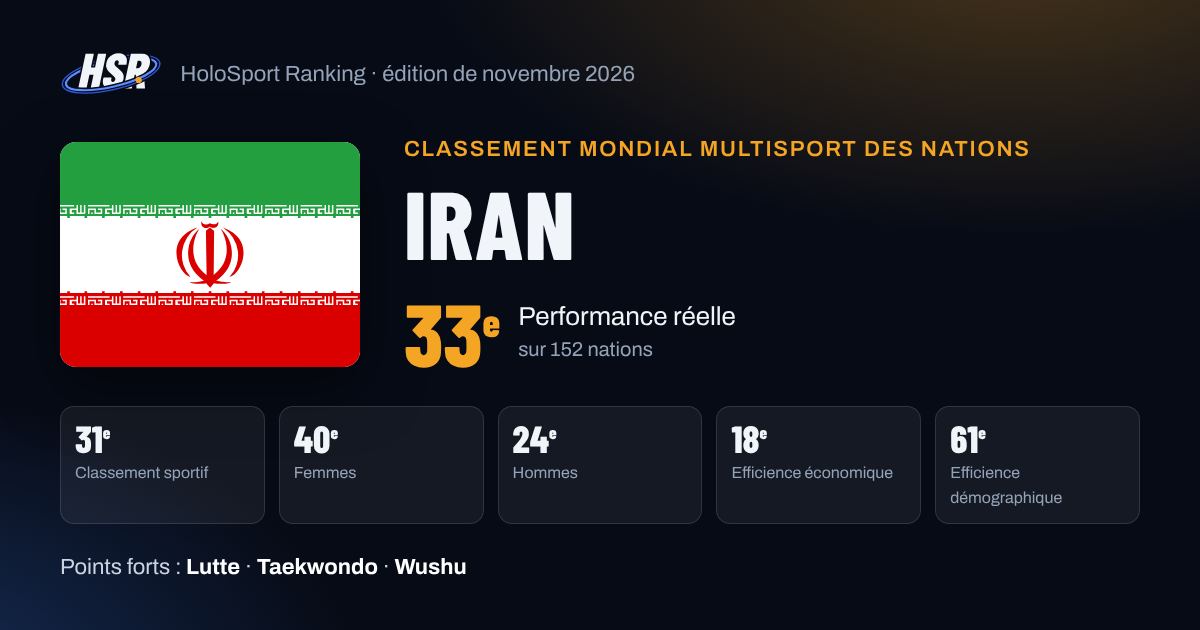 HSR
HoloSport Ranking · édition de novembre 2026
CLASSEMENT MONDIAL MULTISPORT DES NATIONS
IRAN
33e Performance réelle
sur 152 nations
31e
Classement sportif
40e
Femmes
24e
Hommes
18e
Efficience économique
61e
Efficience
démographique
Points forts : Lutte · Taekwondo · Wushu